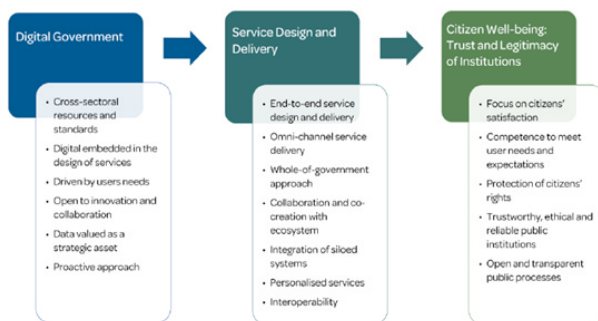 Digital Government
• Cross-sectoral
resources and
standards
• Digital embedded in the
design of services
• Driven by users needs
• Open to innovation and
collaboration
• Data valued as a
strategic asset
• Proactive approach
Service Design and
Delivery
• End-to-end service
design and delivery
• Omni-channel service
delivery
• Whole-of-government
approach
• Collaboration and co-
creation with
ecosystem
• Integration of siloed
systems
• Personalised services
• Interoperability
Citizen Well-being:
Trust and Legitimacy
of Institutions
• Focus on citizens'
satisfaction
• Competence to meet
user needs and
expectations
• Protection of citizens'
rights
• Trustworthy, ethical and
reliable public
institutions
• Open and transparent
public processes